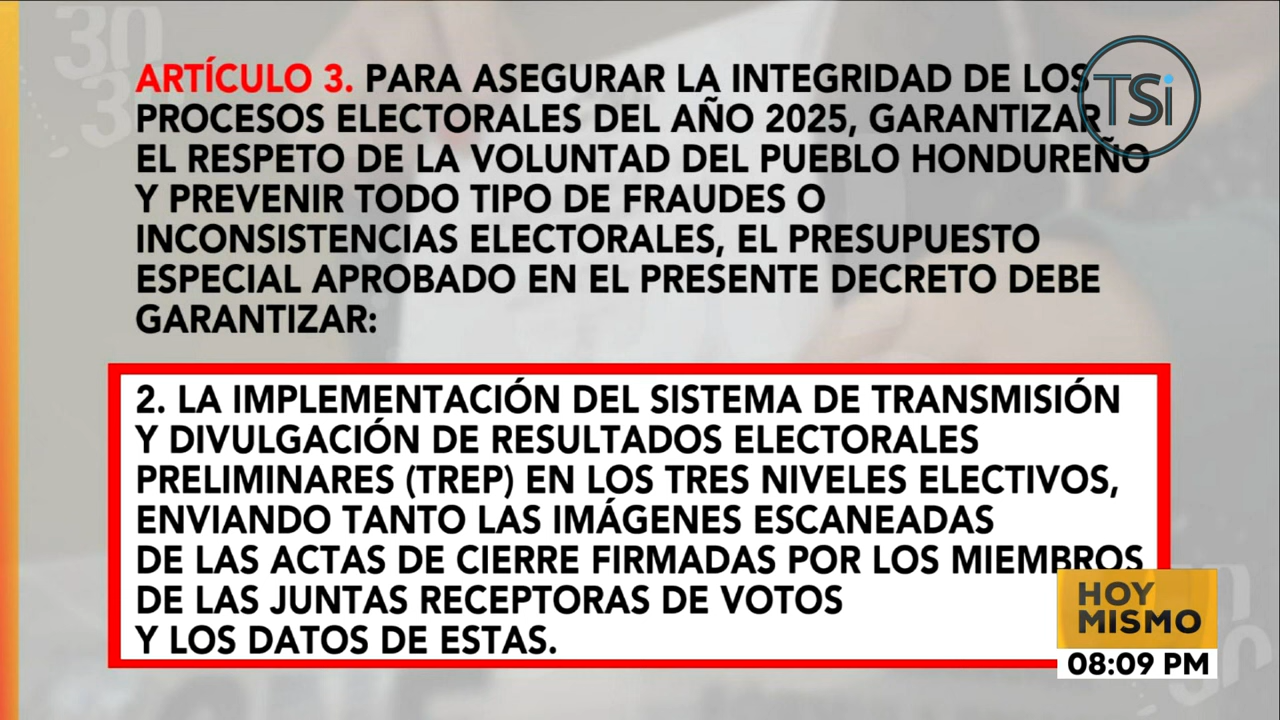 30
3
ARTÍCULO 3. PARA ASEGURAR LA INTEGRIDAD DE LOS
PROCESOS ELECTORALES DEL AÑO 2025, GARANTIZAR
EL RESPETO DE LA VOLUNTAD DEL PUEBLO HONDUREÑO
Y PREVENIR TODO TIPO DE FRAUDES O
INCONSISTENCIAS ELECTORALES, EL PRESUPUESTO
ESPECIAL APROBADO EN EL PRESENTE DECRETO DEBE
GARANTIZAR:
TSi
2. LA IMPLEMENTACIÓN DEL SISTEMA DE TRANSMISIÓN
Y DIVULGACIÓN DE RESULTADOS ELECTORALES
PRELIMINARES (TREP) EN LOS TRES NIVELES ELECTIVOS,
ENVIANDO TANTO LAS IMÁGENES ESCANEADAS
DE LAS ACTAS DE CIERRE FIRMADAS POR LOS MIEMBROS
DE LAS JUNTAS RECEPTORAS DE VOTOS
Y LOS DATOS DE ESTAS.
HOY
MISMO
08:09 PM